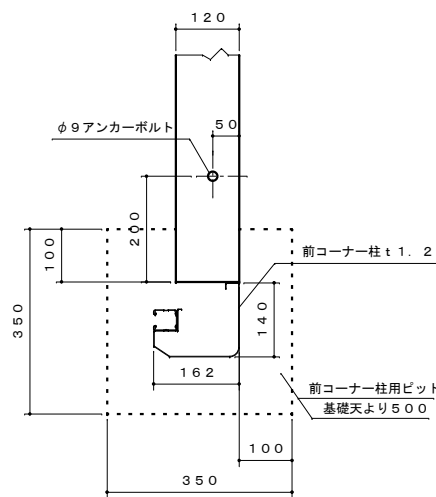 １２０
５０
φ９アンカーボルト
２００
１００
前コーナー柱ｔ１．２
３５０
１４０
１６２
前コーナー柱用ピット
基礎天より５００
１００
３５０